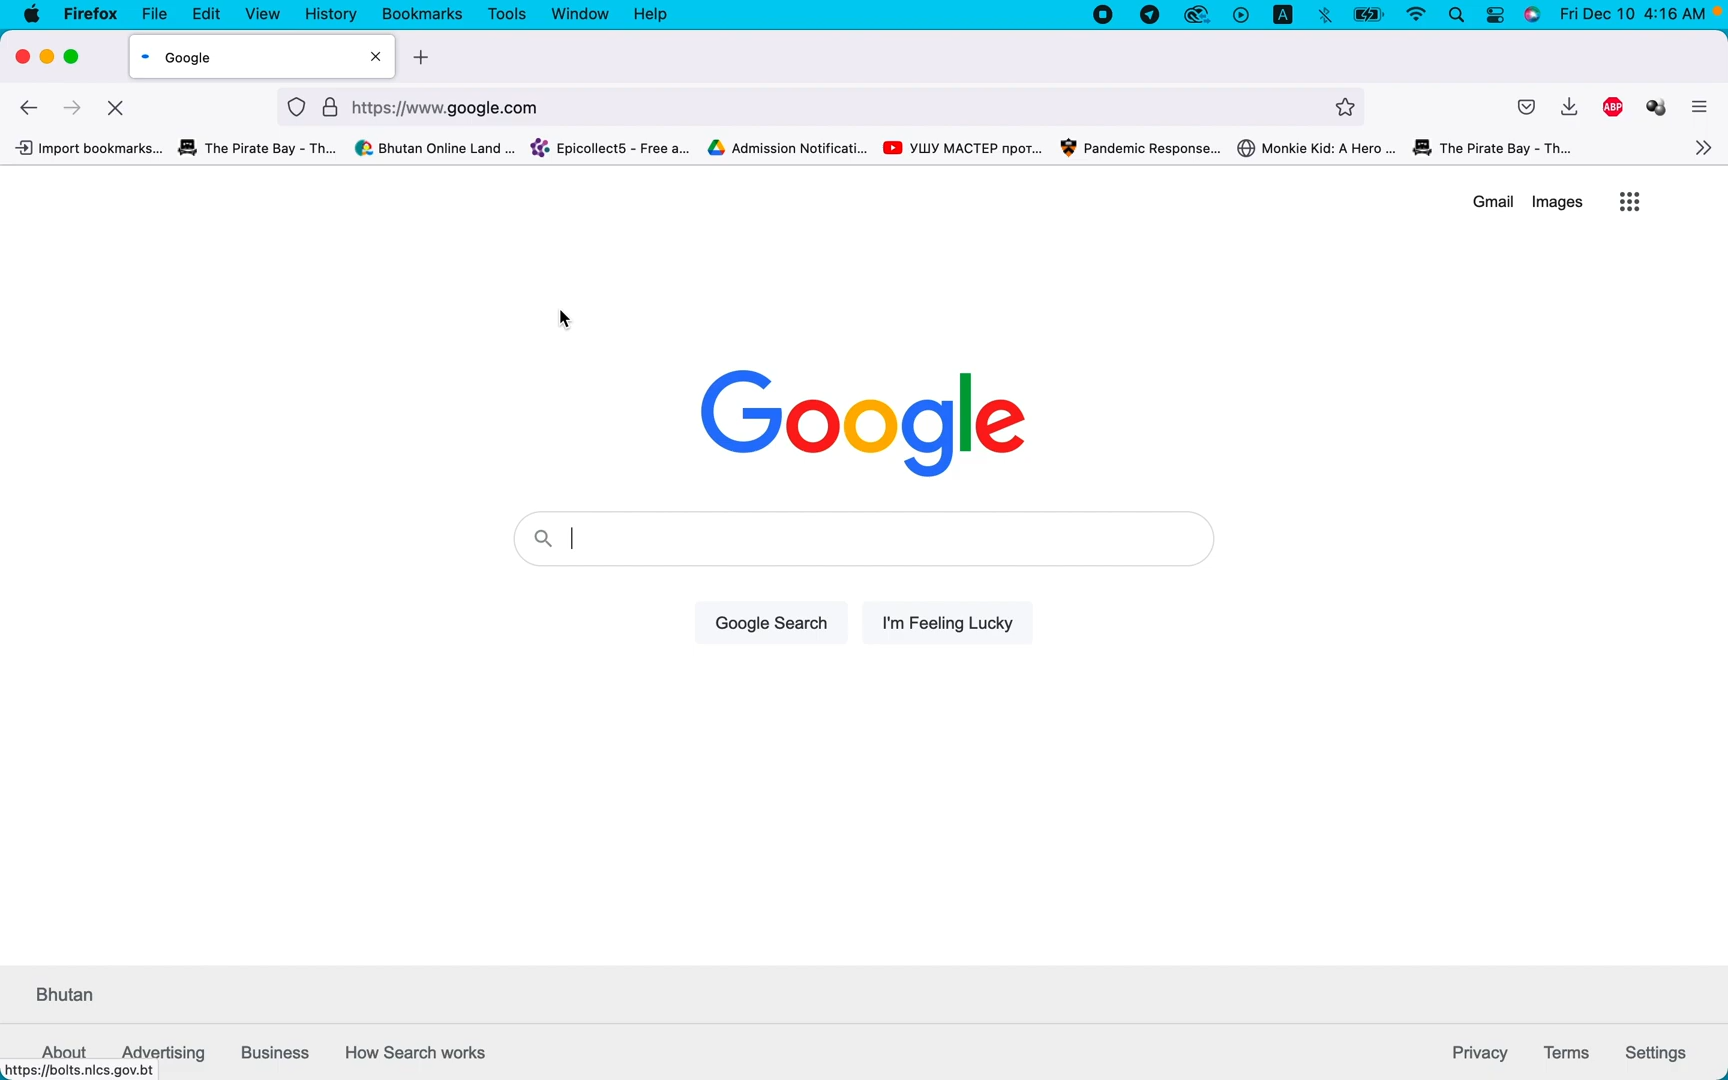 Firefox File Edit View History Bookmarks Tools Window Help A Fri Dec 10 4:16 AM
Google
https://www.google.com ABP
Import bookmarks... The Pirate Bay - Th... Bhutan Online Land ... Epicollect5 - Free a... Admission Notificati... УШУ МАСТЕР прот... Pandemic Response... Monkie Kid: A Hero ... The Pirate Bay - Th...
Gmail Images
Google
Google Search I'm Feeling Lucky
Bhutan
About Advertising Business How Search works Privacy Terms Settings
https://bolts.nlcs.gov.bt